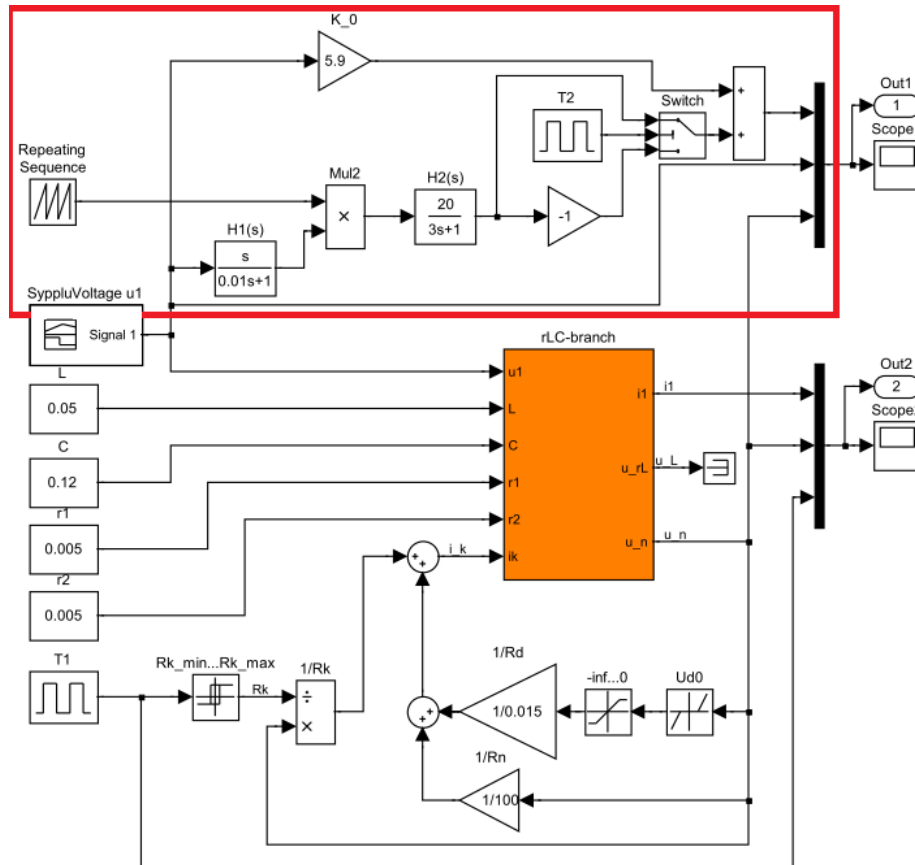 K_0
5.9
T2
Switch
+
+
Out1
1
Scope
Repeating
Sequence
Mul2
×
H2(s)
20
3s+1
-1
H1(s)
s
0.01s+1
SyppluVoltage u1
Signal 1
L
0.05
C
0.12
r1
0.005
r2
0.005
T1
rLC-branch
u1
L
C
r1
r2
ik
i1
u_rL
u_n
i1
u_L
u_n
Out2
2
Scope
i_k
+
+
Rk_min...Rk_max
Rk
1/Rk
÷
×
1/Rd
1/0.015
-inf...0
Ud0
+
+
1/Rn
1/100